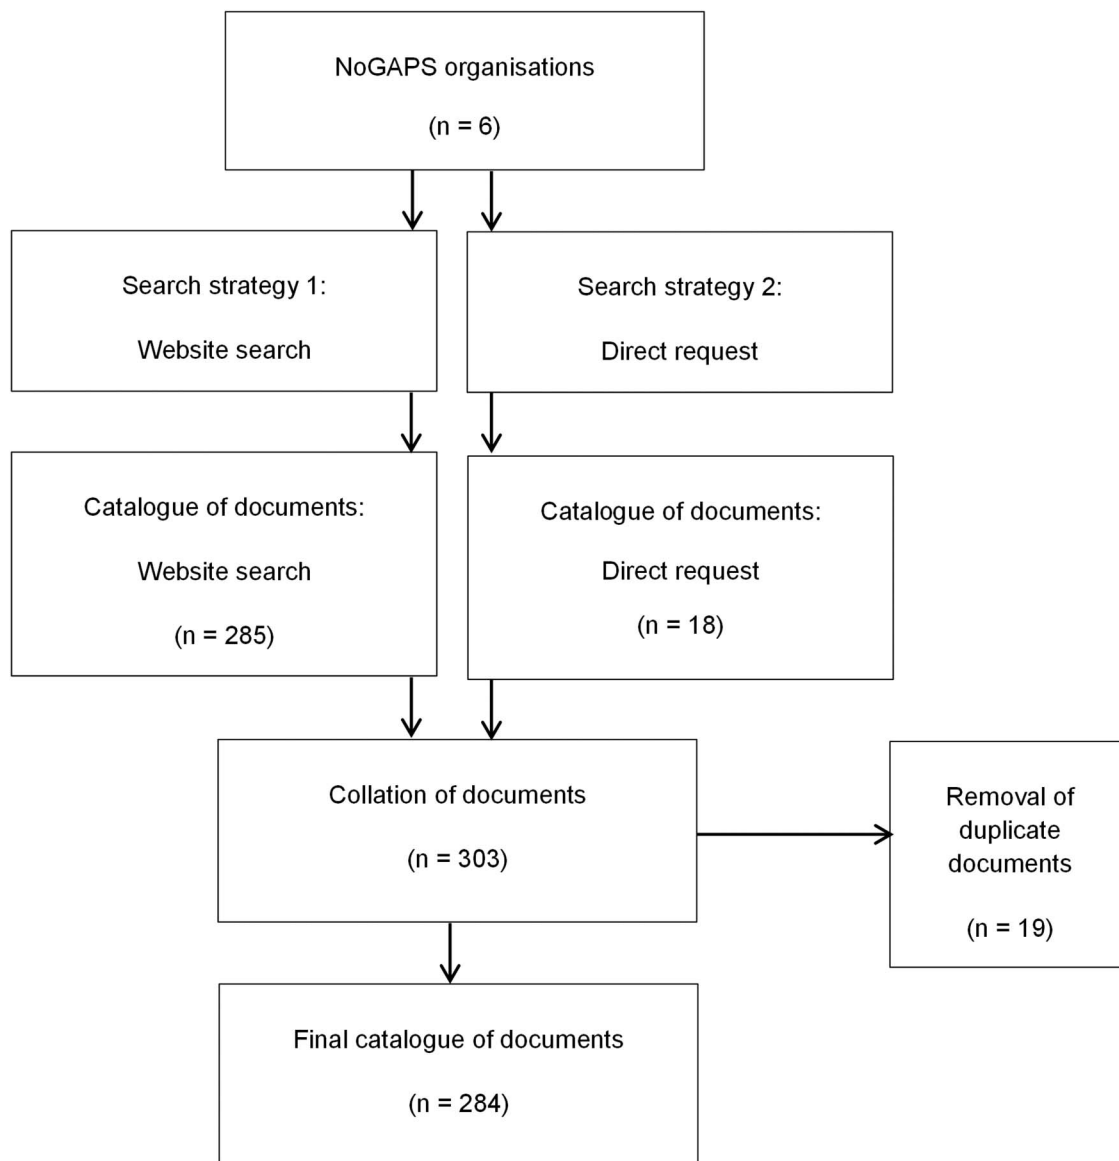 NoGAPS organisations
(n = 6)
Search strategy 1:
Website search
Search strategy 2:
Direct request
Catalogue of documents:
Website search
(n = 285)
Catalogue of documents:
Direct request
(n = 18)
Collation of documents
(n = 303)
Removal of
duplicate
documents
(n = 19)
Final catalogue of documents
(n = 284)